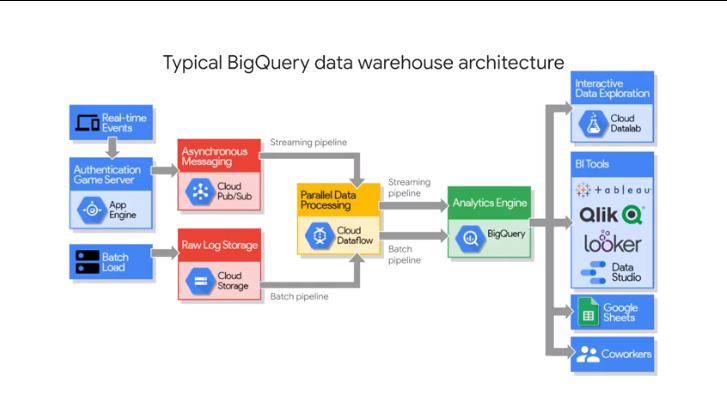 Typical BigQuery data warehouse architecture
Real-time
Events
Authentication
Game Server
App
Engine
Batch
Load
Asynchronous
Messaging
Cloud
Pub/Sub
Raw Log Storage
Cloud
Storage
Streaming pipeline
Batch pipeline
Parallel Data
Processing
Cloud
Dataflow
Streaming
pipeline
Batch
pipeline
Analytics Engine
BigQuery
Interactive
Data Exploration
Cloud
Datalab
BI Tools
+ableau
Qlik
looker
Data
Studio
Google
Sheets
Coworkers